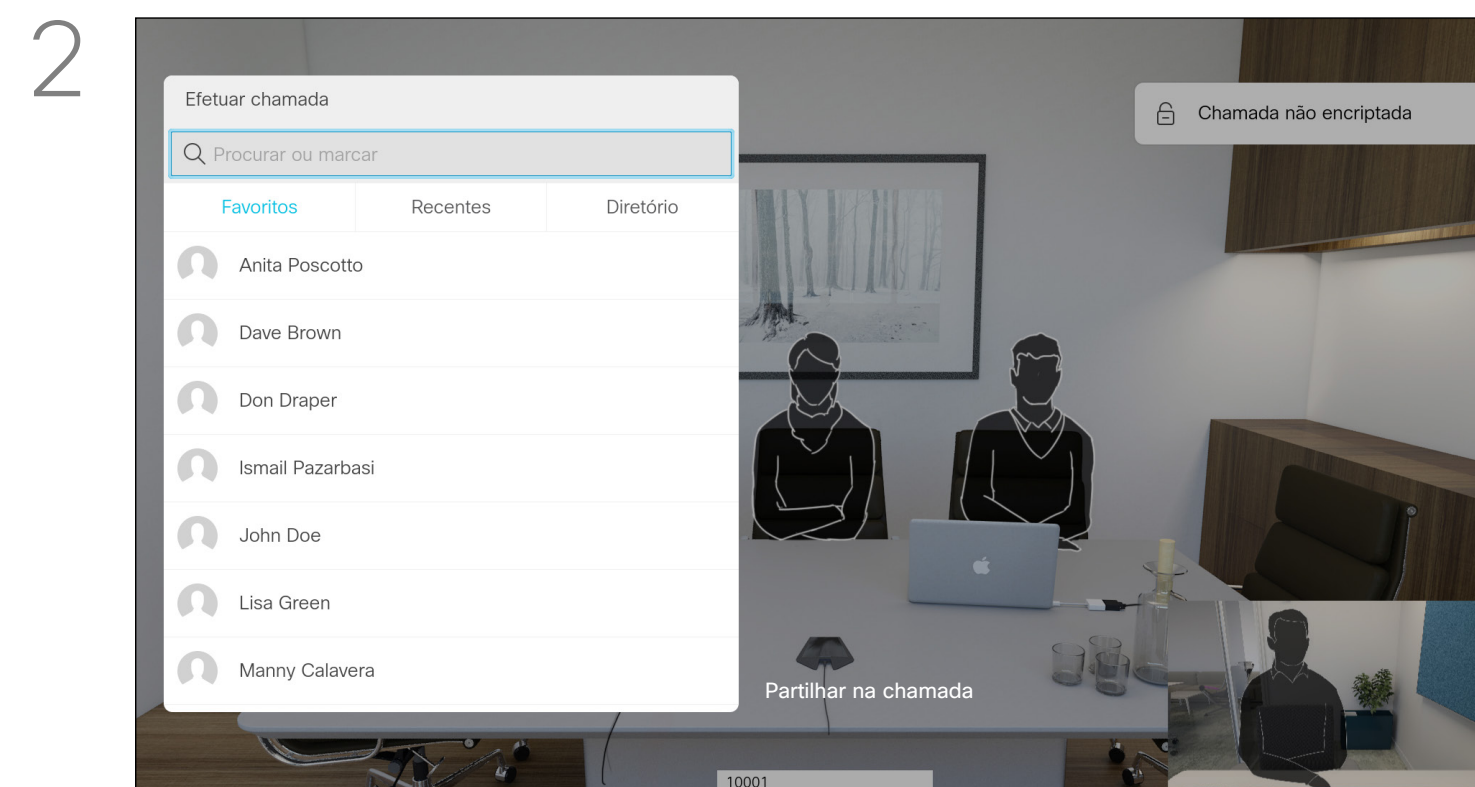 2
Efetuar chamada
Chamada não encriptada
Procurar ou marcar
Favoritos
Recentes
Diretório
Anita Poscotto
Dave Brown
Don Draper
Ismail Pazarbasi
John Doe
Lisa Green
Manny Calavera
Partilhar na chamada
10001